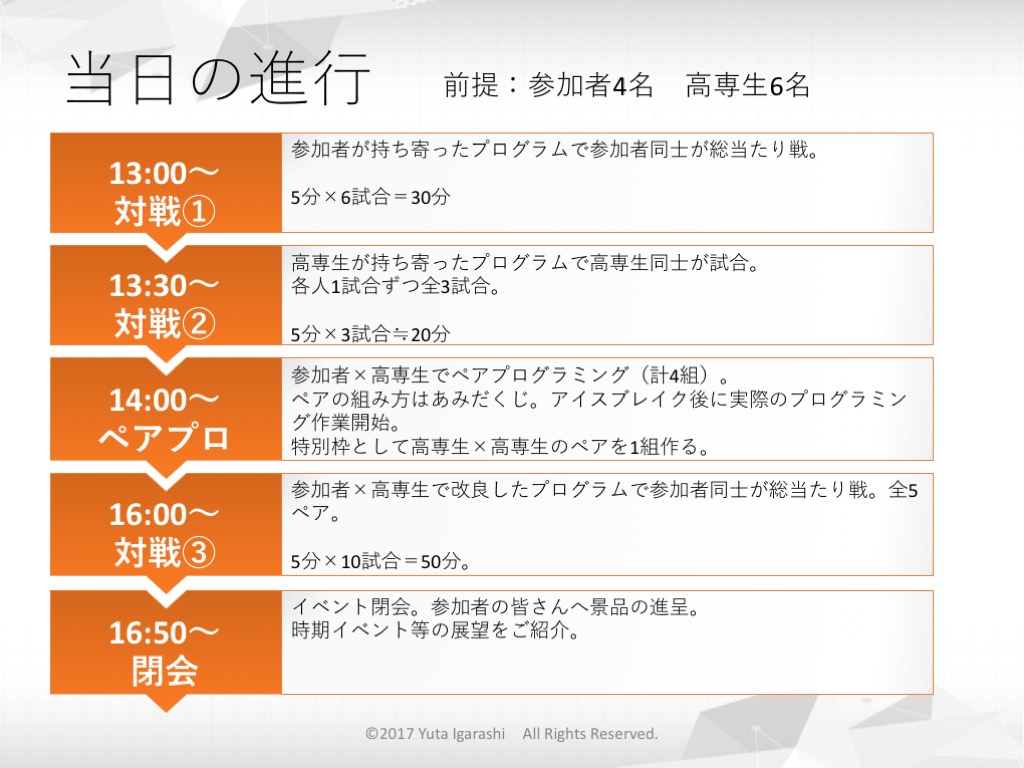 当日の進行
前提：参加者4名　高専生6名
13:00～
対戦①
参加者が持ち寄ったプログラムで参加者同士が総当たり戦。
5分×6試合＝30分
13:30～
対戦②
高専生が持ち寄ったプログラムで高専生同士が試合。
各人1試合ずつ全3試合。
5分×3試合≒20分
14:00～
ペアプロ
参加者×高専生でペアプログラミング（計4組）。
ペアの組み方はあみだくじ。アイスブレイク後に実際のプログラミン
グ作業開始。
特別枠として高専生×高専生のペアを1組作る。
16:00～
対戦③
参加者×高専生で改良したプログラムで参加者同士が総当たり戦。全5
ペア。
5分×10試合＝50分。
16:50～
閉会
イベント閉会。参加者の皆さんへ景品の進呈。
時期イベント等の展望をご紹介。
©2017 Yuta Igarashi　All Rights Reserved.